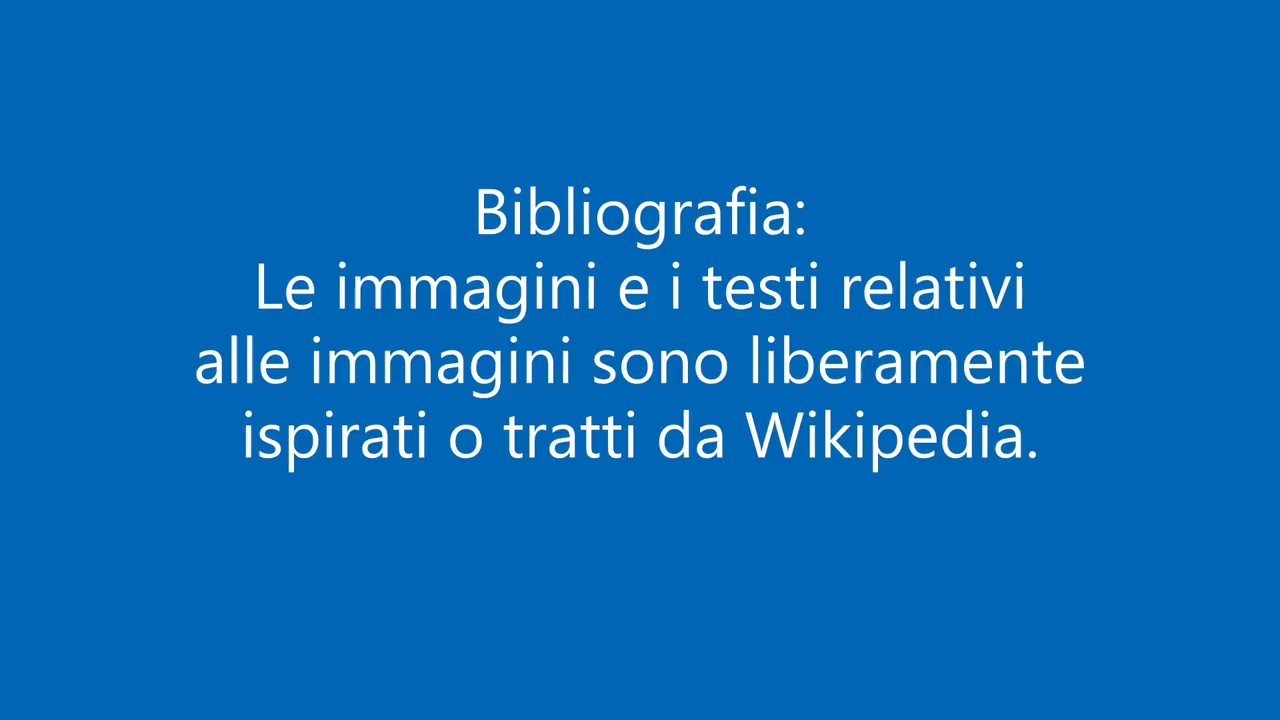 Bibliografia:
Le immagini e i testi relativi
alle immagini sono liberamente
ispirati o tratti da Wikipedia.